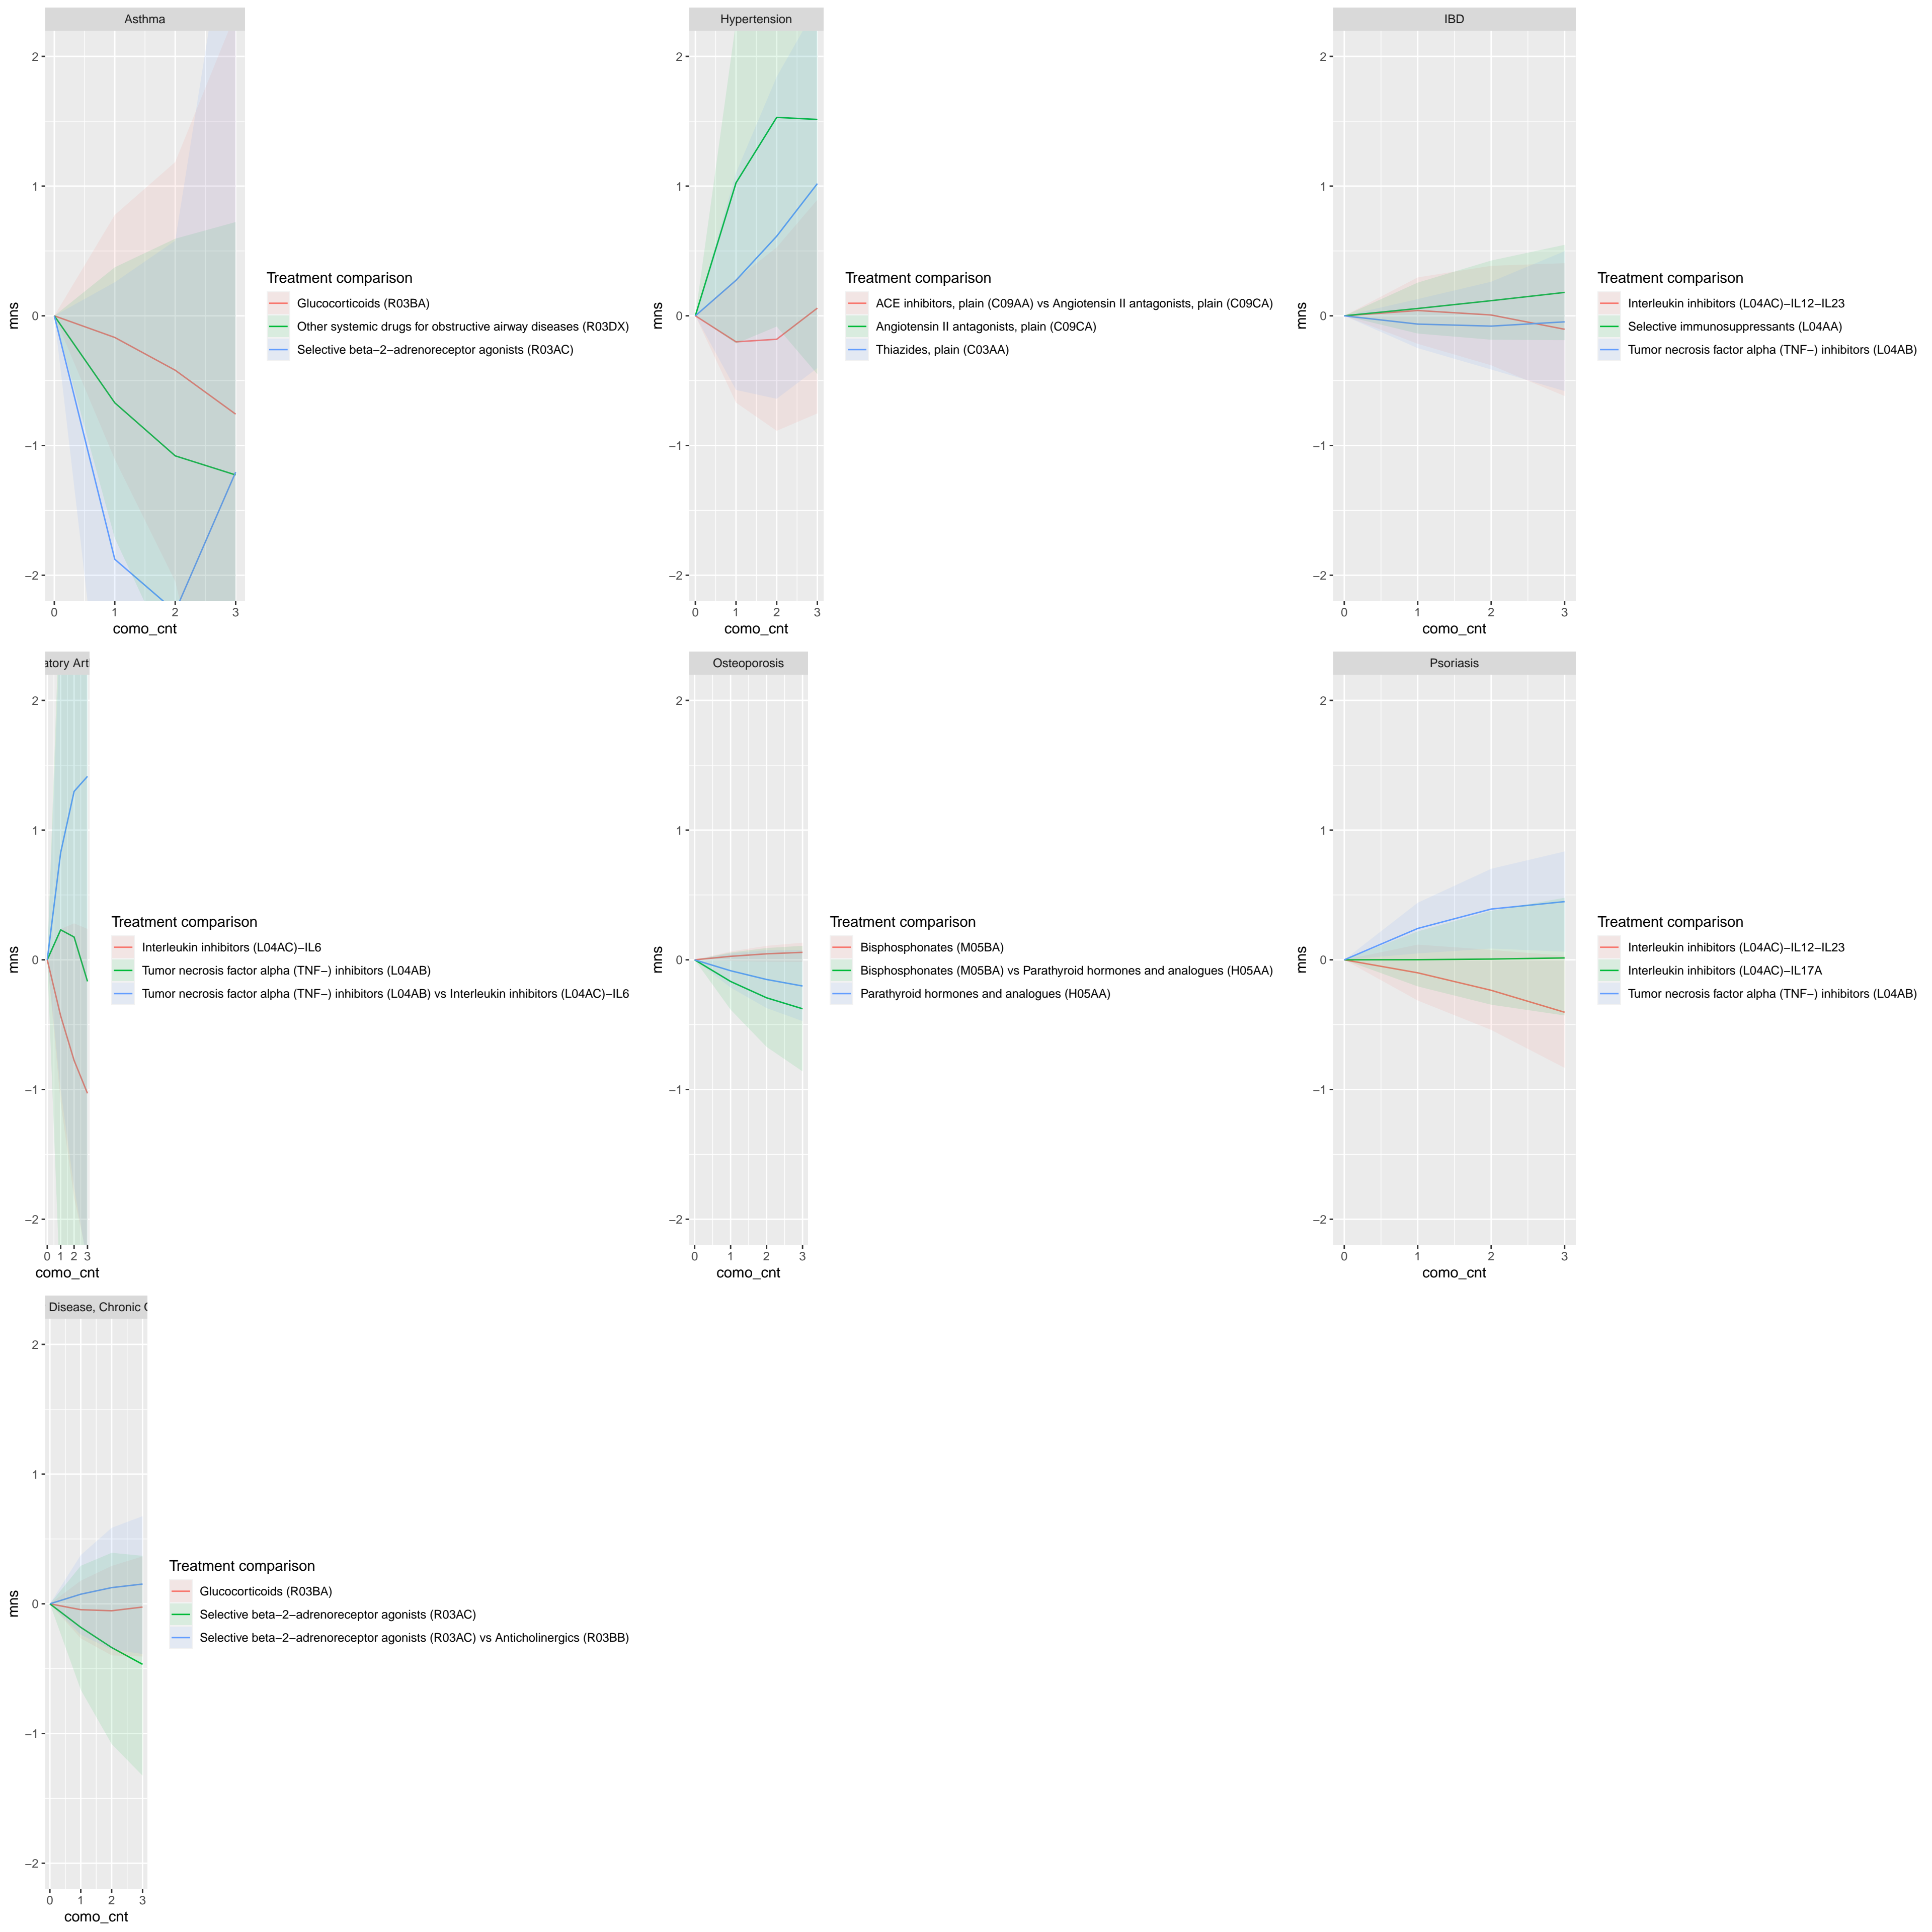 Asthma
2
1
0
−1
−2
mns
0 1 2 3
como_cnt
Treatment comparison
Glucocorticoids (R03BA)
Other systemic drugs for obstructive airway diseases (R03DX)
Selective beta−2−adrenoreceptor agonists (R03AC)
Hypertension
2
1
0
−1
−2
mns
0 1 2 3
como_cnt
Treatment comparison
ACE inhibitors, plain (C09AA) vs Angiotensin II antagonists, plain (C09CA)
Angiotensin II antagonists, plain (C09CA)
Thiazides, plain (C03AA)
IBD
2
1
0
−1
−2
mns
0 1 2 3
como_cnt
Treatment comparison
Interleukin inhibitors (L04AC)−IL12−IL23
Selective immunosuppressants (L04AA)
Tumor necrosis factor alpha (TNF−) inhibitors (L04AB)
atory Art
2
1
0
−1
−2
mns
0 1 2 3
como_cnt
Treatment comparison
Interleukin inhibitors (L04AC)−IL6
Tumor necrosis factor alpha (TNF−) inhibitors (L04AB)
Tumor necrosis factor alpha (TNF−) inhibitors (L04AB) vs Interleukin inhibitors (L04AC)−IL6
Osteoporosis
2
1
0
−1
−2
mns
0 1 2 3
como_cnt
Treatment comparison
Bisphosphonates (M05BA)
Bisphosphonates (M05BA) vs Parathyroid hormones and analogues (H05AA)
Parathyroid hormones and analogues (H05AA)
Psoriasis
2
1
0
−1
−2
mns
0 1 2 3
como_cnt
Treatment comparison
Interleukin inhibitors (L04AC)−IL12−IL23
Interleukin inhibitors (L04AC)−IL17A
Tumor necrosis factor alpha (TNF−) inhibitors (L04AB)
Disease, Chronic
2
1
0
−1
−2
mns
0 1 2 3
como_cnt
Treatment comparison
Glucocorticoids (R03BA)
Selective beta−2−adrenoreceptor agonists (R03AC)
Selective beta−2−adrenoreceptor agonists (R03AC) vs Anticholinergics (R03BB)